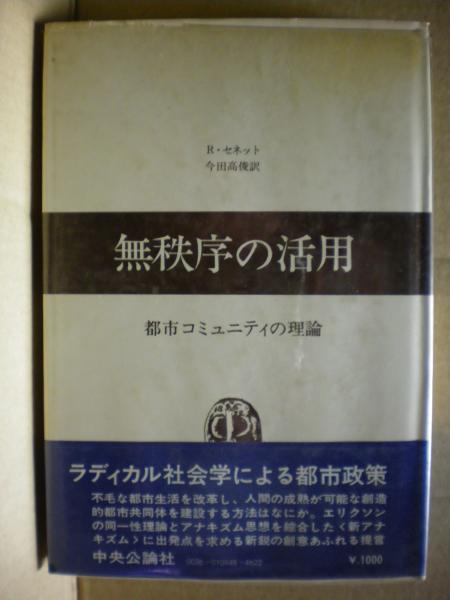 R・セネット
今田高俊訳
無秩序の活用
都市コミュニティの理論
ラディカル社会学による都市政策
不毛な都市生活を改革し、人間の成熟が可能な創造
的都市共同体を建設する方法はなにか。エリクソン
の同一性理論とアナキズム思想を綜合した〈新アナ
キズム〉に出発点を求める新鋭の創意あふれる提言
中央公論社
¥.1000